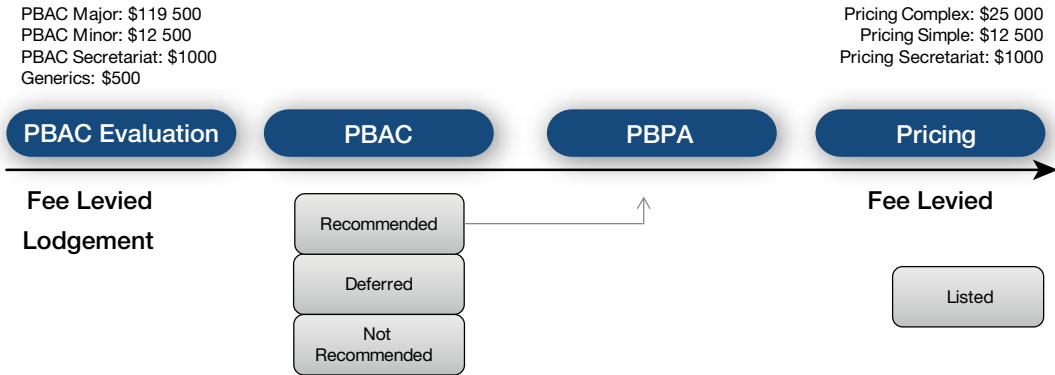 PBAC Major: $119 500
PBAC Minor: $12 500
PBAC Secretariat: $1000
Generics: $500
Pricing Complex: $25 000
Pricing Simple: $12 500
Pricing Secretariat: $1000
PBAC Evaluation
PBAC
PBPA
Pricing
Fee Levied
Lodgement
Fee Levied
Recommended
Deferred
Not
Recommended
Listed